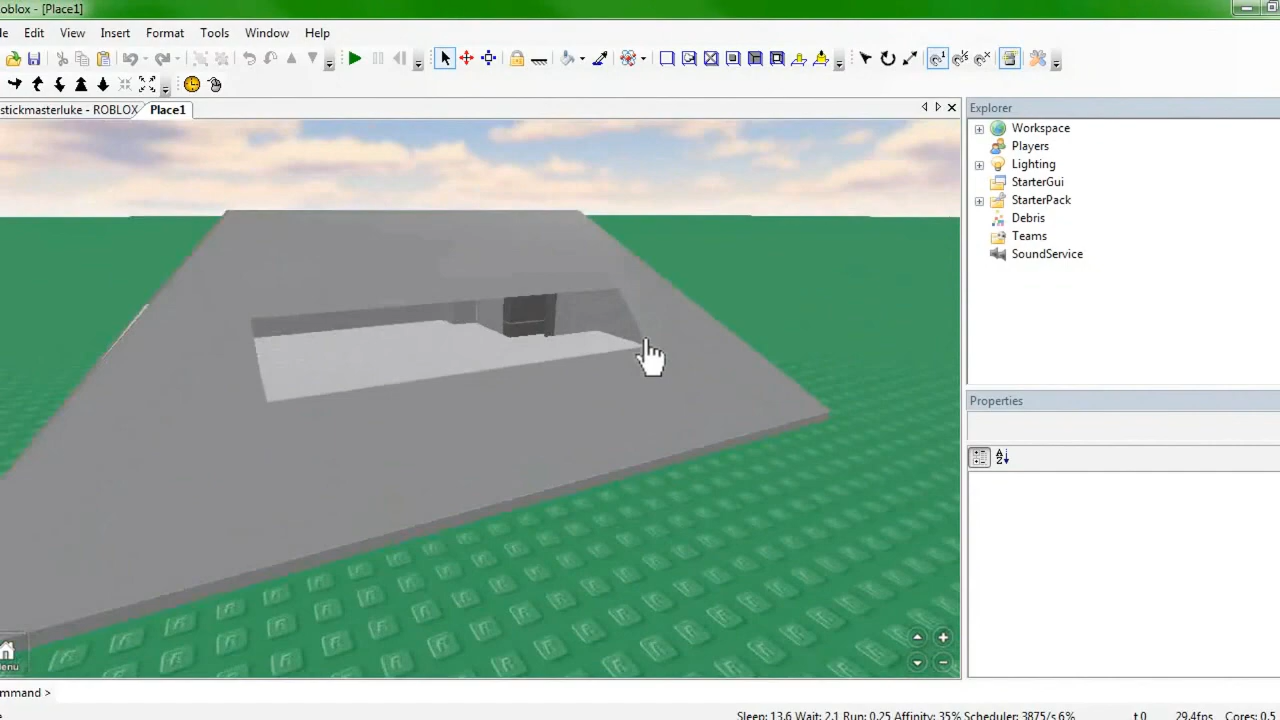 oblox - [Place1]
le Edit View Insert Format Tools Window Help
stickmasterluke - ROBLOX Place1
Explorer
Workspace
Players
Lighting
StarterGui
StarterPack
Debris
Teams
SoundService
Properties
enu
mmand >
Sleep: 13.6 Wait: 2.1 Run: 0.25 Affinity: 35% Scheduler: 3875/s 6% t 0 29.4fps Cores: 0.5